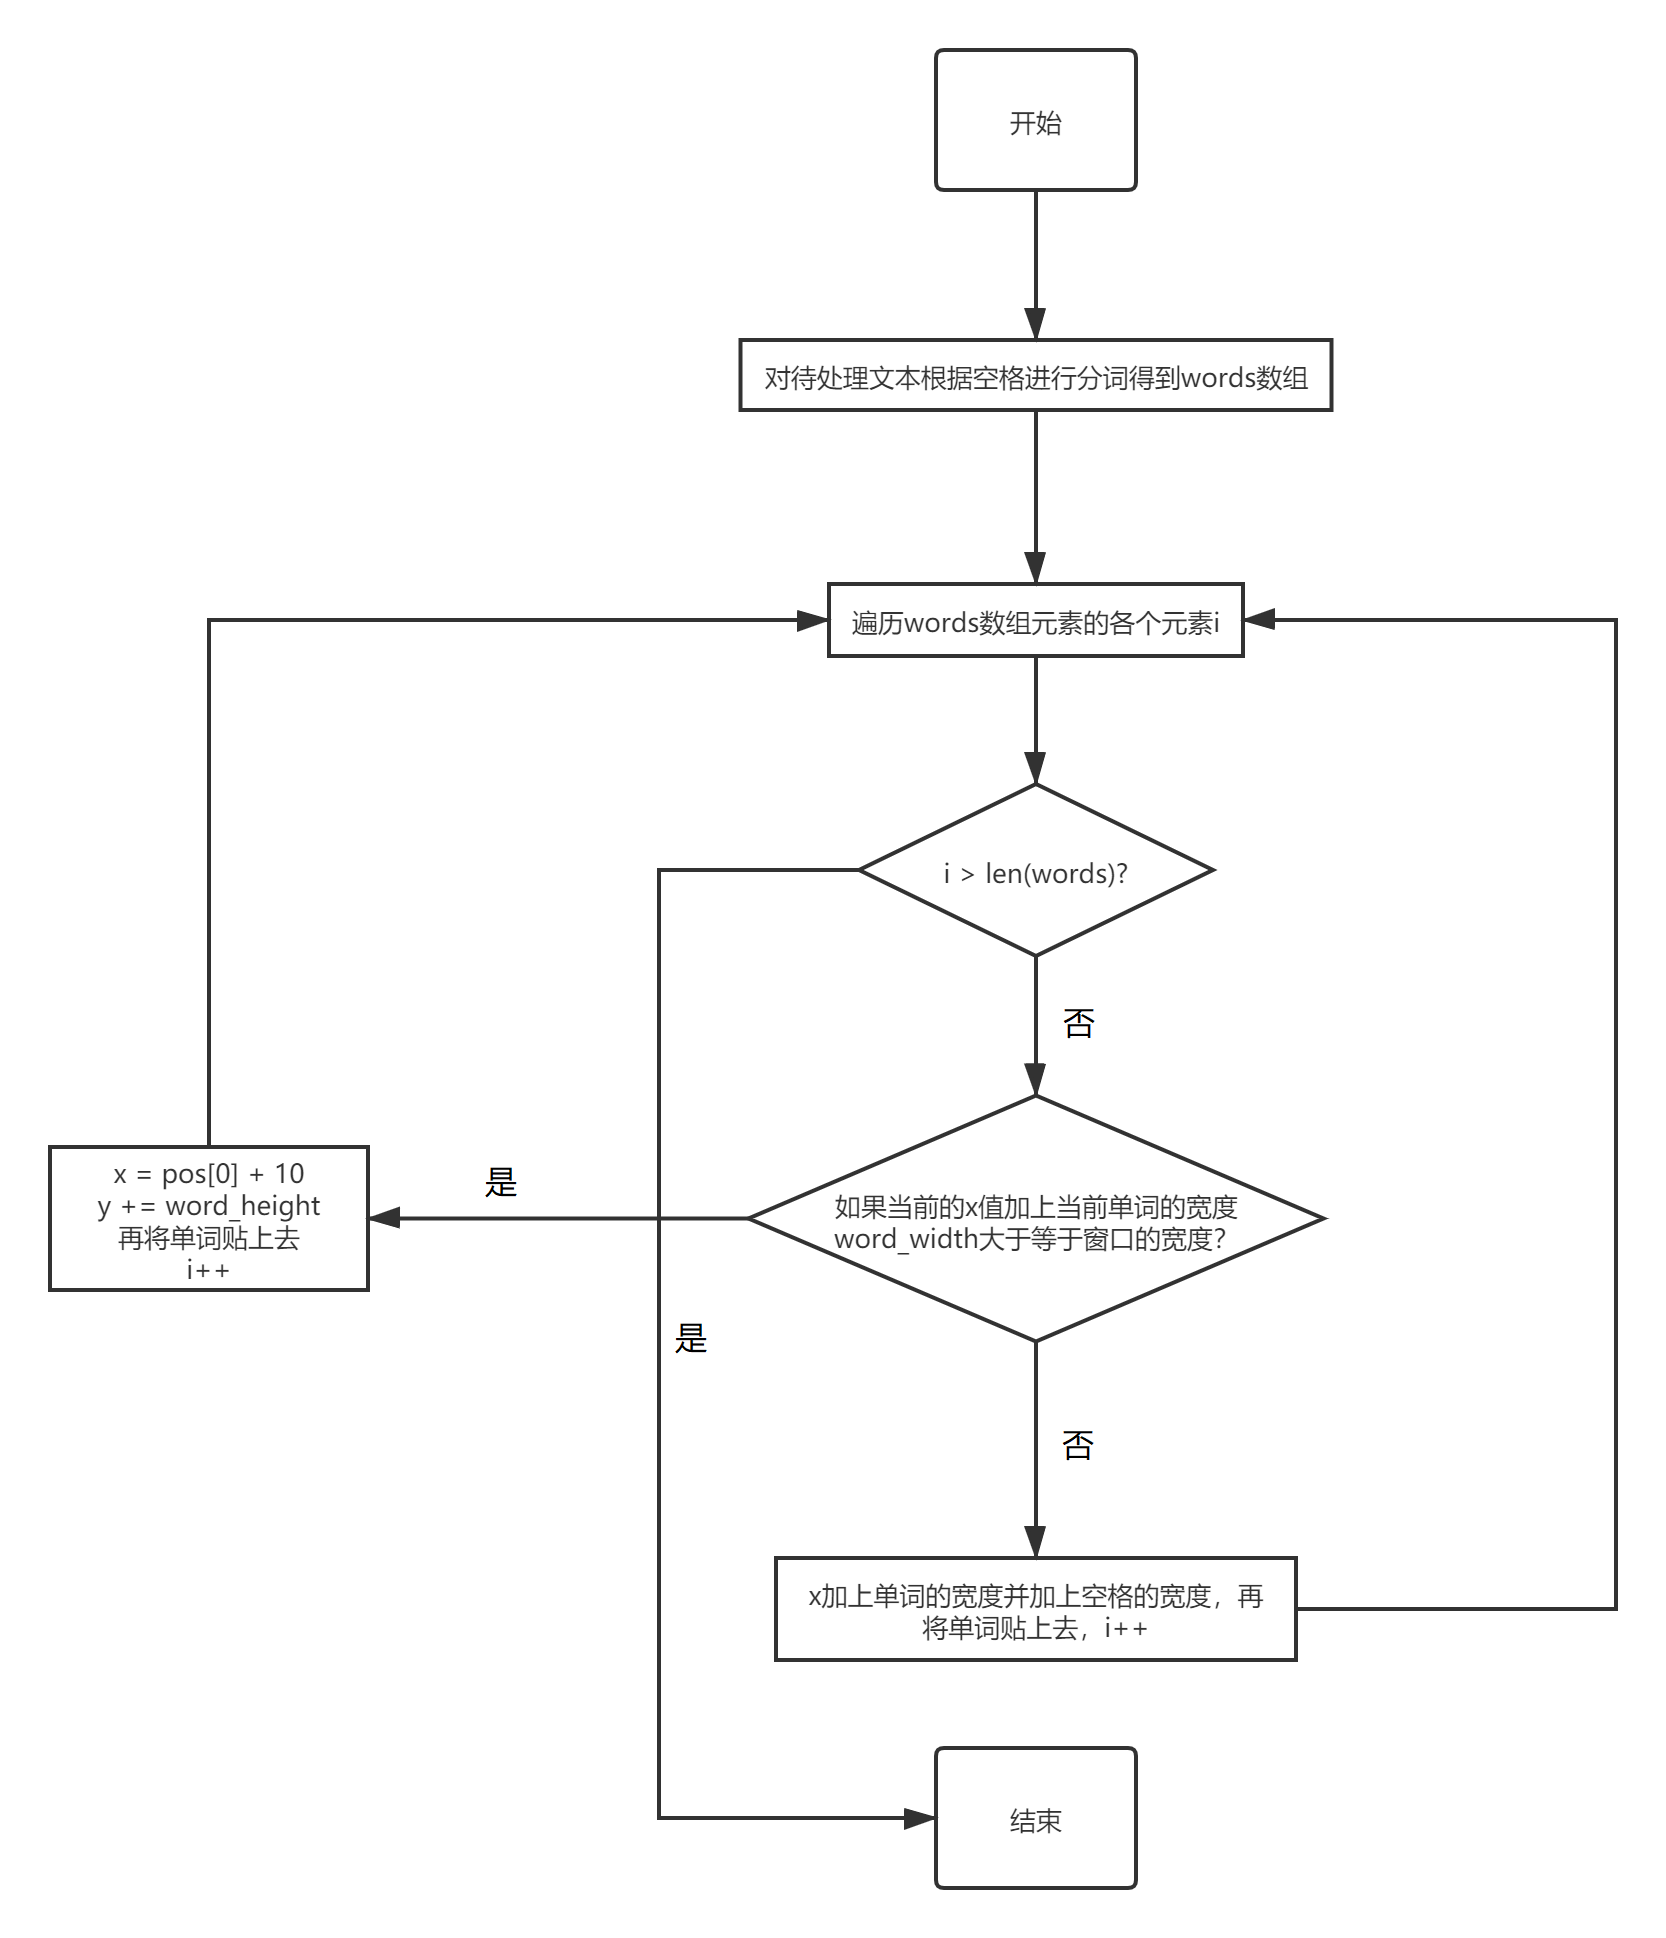 开始
对待处理文本根据空格进行分词得到words数组
遍历words数组元素的各个元素i
i > len(words)?
否
如果当前的x值加上当前单词的宽度
word_width大于等于窗口的宽度？
是
x = pos[0] + 10
y += word_height
再将单词贴上去
i++
是
否
x加上单词的宽度并加上空格的宽度，再
将单词贴上去，i++
结束